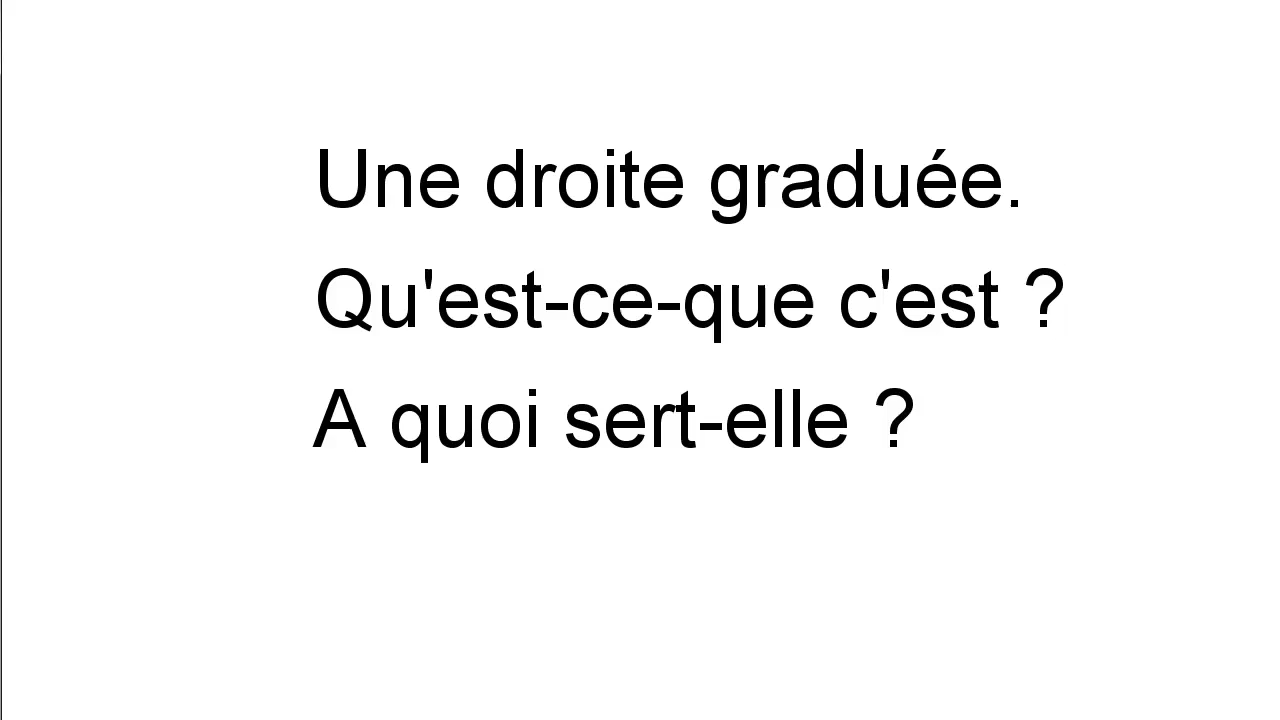 Une droite graduée.
Qu'est-ce-que c'est ?
A quoi sert-elle ?